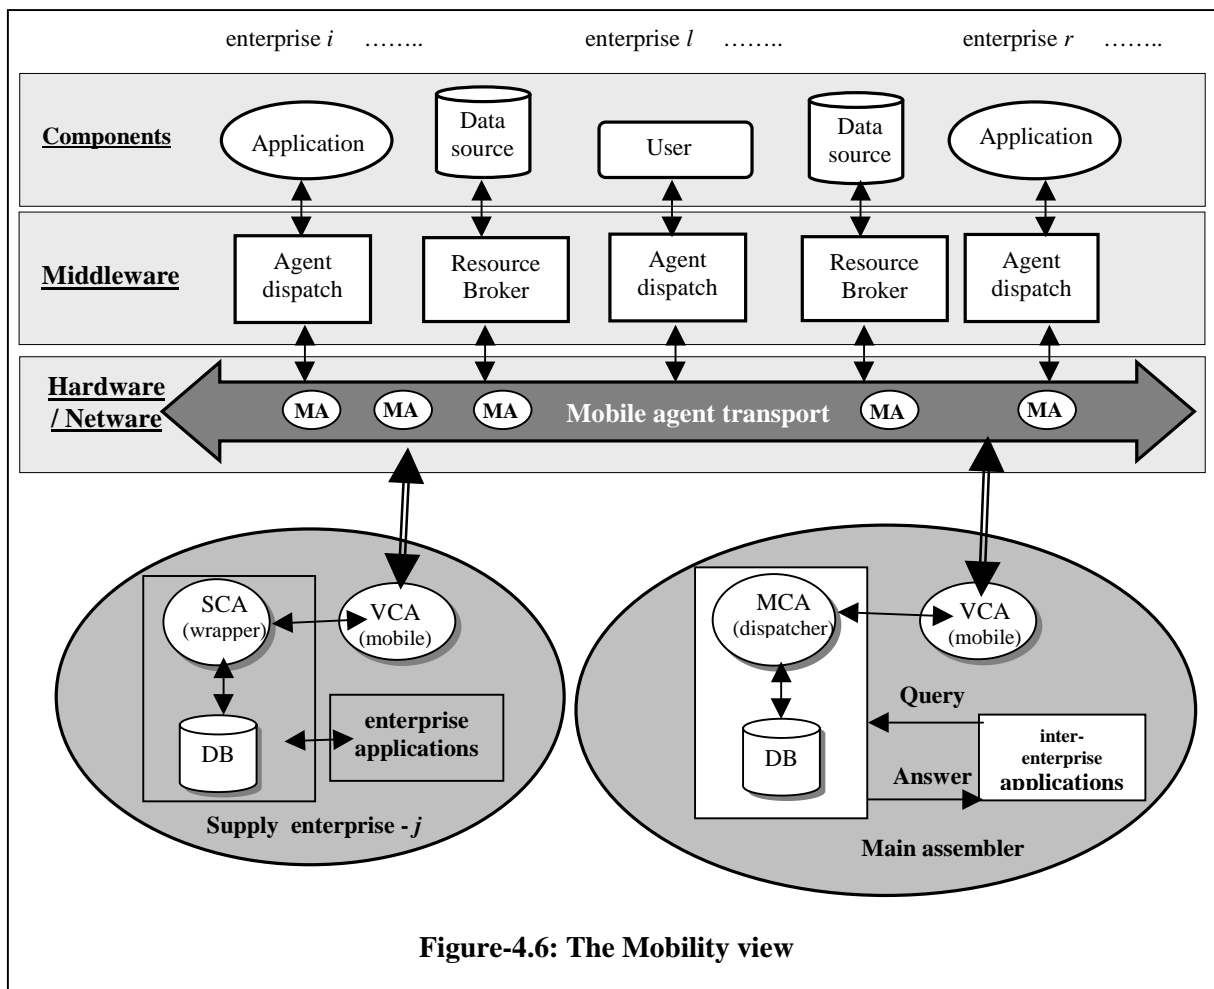 enterprise i ……..
enterprise l ……..
enterprise r ……..
Components
Application
Data
source
User
Data
source
Application
Middleware
Agent
dispatch
Resource
Broker
Agent
dispatch
Resource
Broker
Agent
dispatch
Hardware
/ Netware
MA
MA
MA
Mobile agent transport
MA
MA
SCA
(wrapper)
VCA
(mobile)
DB
enterprise
applications
Supply enterprise - j
MCA
(dispatcher)
VCA
(mobile)
Query
DB
Answer
inter-
enterprise
applications
Main assembler
Figure-4.6: The Mobility view